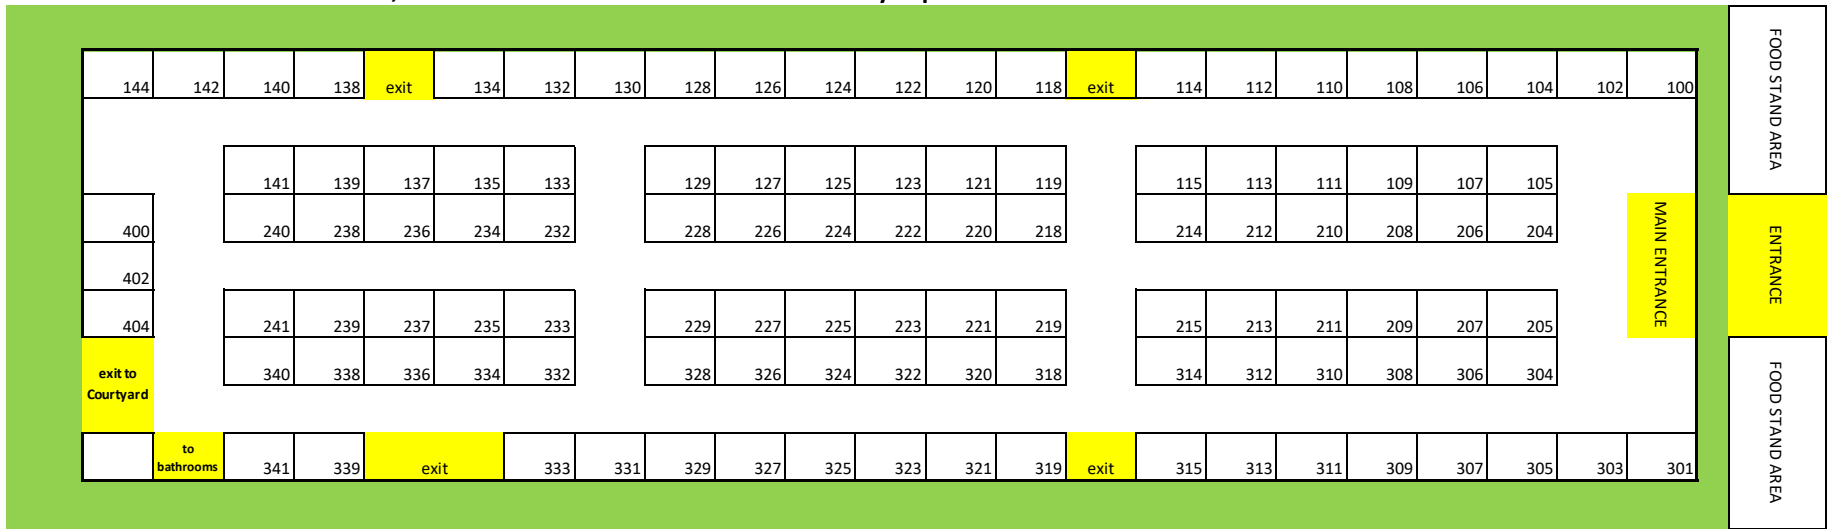 144 142 140 138 exit 134 132 130 128 126 124 122 120 118 exit 114 112 110 108 106 104 102 100
141 139 137 135 133 129 127 125 123 121 119 115 113 111 109 107 105
400 240 238 236 234 232 228 226 224 222 220 218 214 212 210 208 206 204
402
404 241 239 237 235 233 229 227 225 223 221 219 215 213 211 209 207 205
exit to
Courtyard
340 338 336 334 332 328 326 324 322 320 318 314 312 310 308 306 304
to
bathrooms
341 339 exit 333 331 329 327 325 323 321 319 exit 315 313 311 309 307 305 303 301
MAIN ENTRANCE
FOOD STAND AREA
ENTRANCE
FOOD STAND AREA